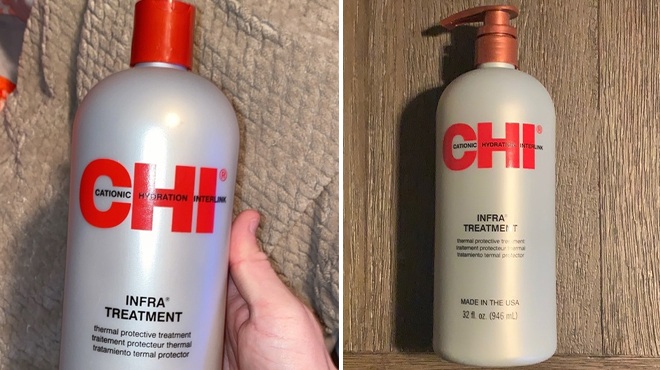 CHI®
CATIONIC HYDRATION INTERLINK
INFRA®
TREATMENT
thermal protective treatment
traitement protecteur thermal
tratamiento termal protector
CHI®
CATIONIC HYDRATION INTERLINK
INFRA®
TREATMENT
thermal protective treatment
traitement protecteur thermal
tratamiento termal protector
MADE IN THE USA
32 fl. oz. (946 mL)